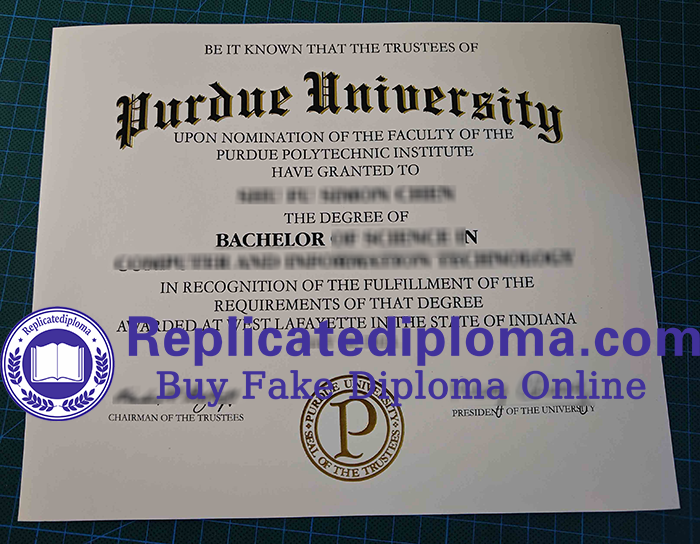 BE IT KNOWN THAT THE TRUSTEES OF
Purdue University
UPON NOMINATION OF THE FACULTY OF THE
PURDUE POLYTECHNIC INSTITUTE
HAVE GRANTED TO
THE DEGREE OF
BACHELOR
IN RECOGNITION OF THE FULFILLMENT OF THE
REQUIREMENTS OF THAT DEGREE
AWARDED AT WEST LAFAYETTE IN THE STATE OF INDIANA
Replicatediploma
Replicatediploma.com
Buy Fake Diploma Online
CHAIRMAN OF THE TRUSTEES
PURDUE UNIVERSITY
P
SEAL OF THE TRUSTEES
PRESIDENT OF THE UNIVERSITY